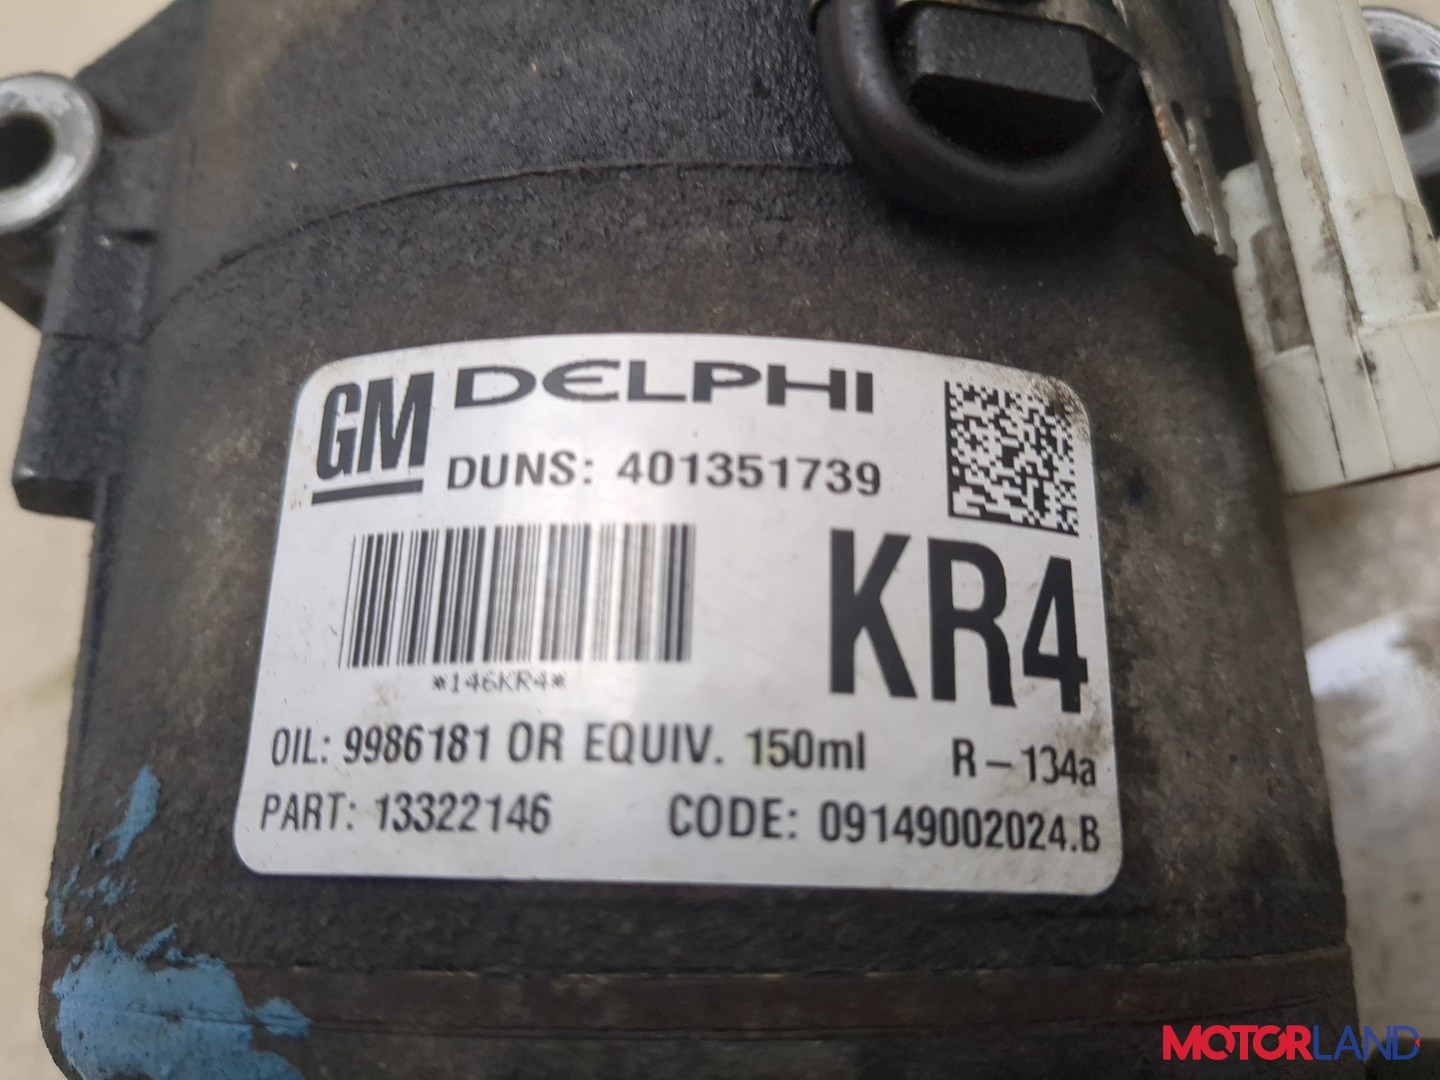 GM DELPHI
DUNS: 401351739
KR4
*146KR4*
OIL: 9986181 OR EQUIV. 150ml R-134a
PART: 13322146 CODE: 09149002024.B
MOTORLAND